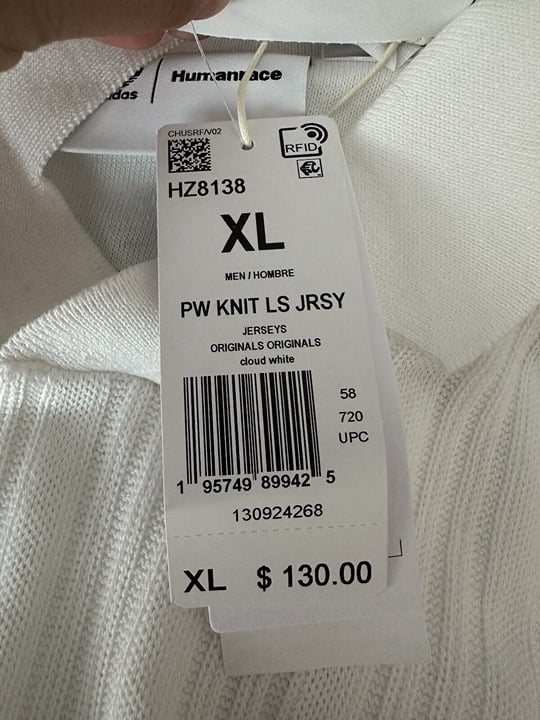 Humanrace
CHUSRF/V02
RFID
HZ8138
XL
MEN / HOMBRE
PW KNIT LS JRSY
JERSEYS
ORIGINALS ORIGINALS
cloud white
58
720
UPC
1 95749 89942 5
130924268
XL $ 130.00